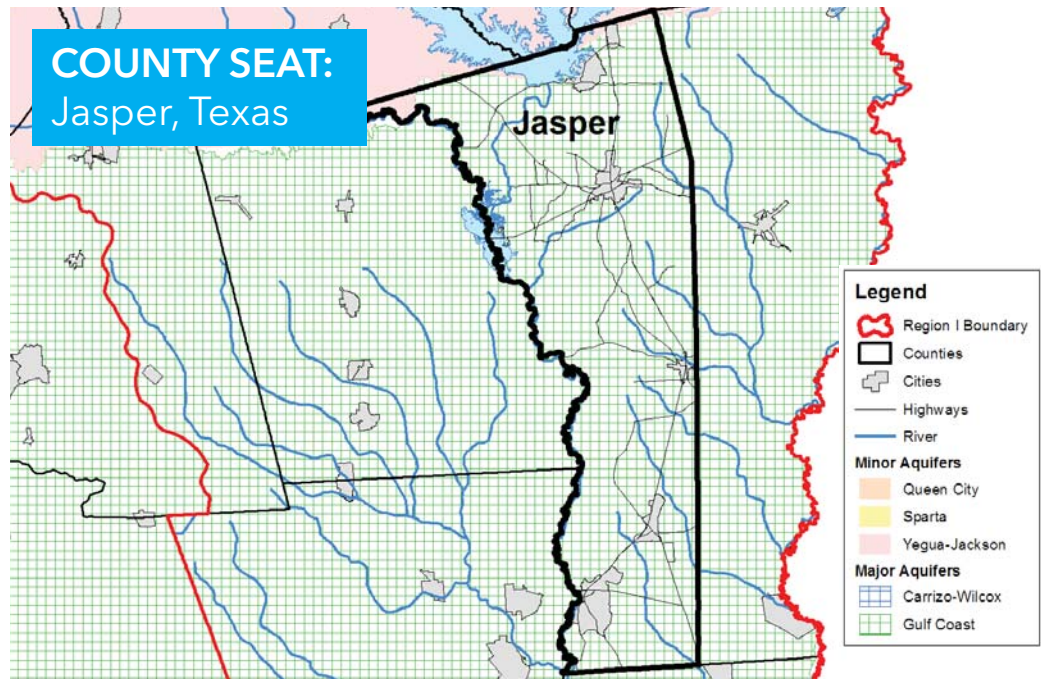 COUNTY SEAT:
Jasper, Texas
Jasper
Legend
Region I Boundary
Counties
Cities
Highways
River
Minor Aquifers
Queen City
Sparta
Yegua-Jackson
Major Aquifers
Carrizo-Wilcox
Gulf Coast